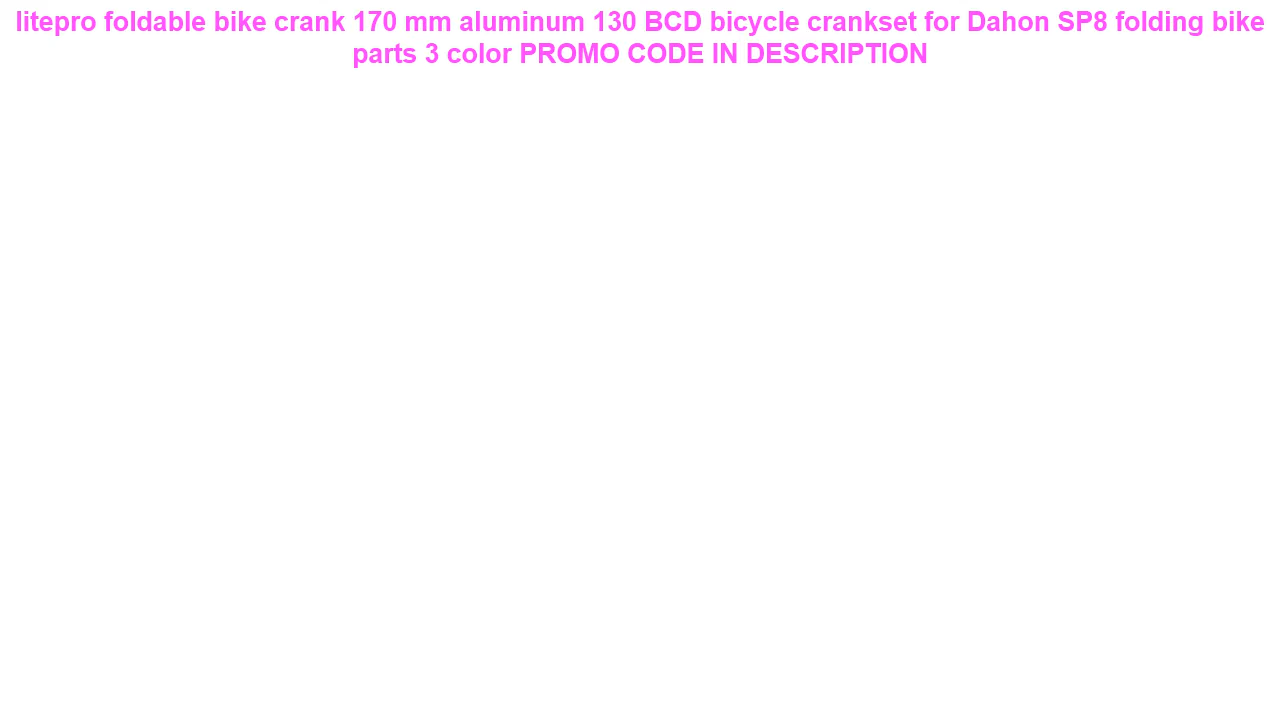 litepro foldable bike crank 170 mm aluminum 130 BCD bicycle crankset for Dahon SP8 folding bike
parts 3 color PROMO CODE IN DESCRIPTION